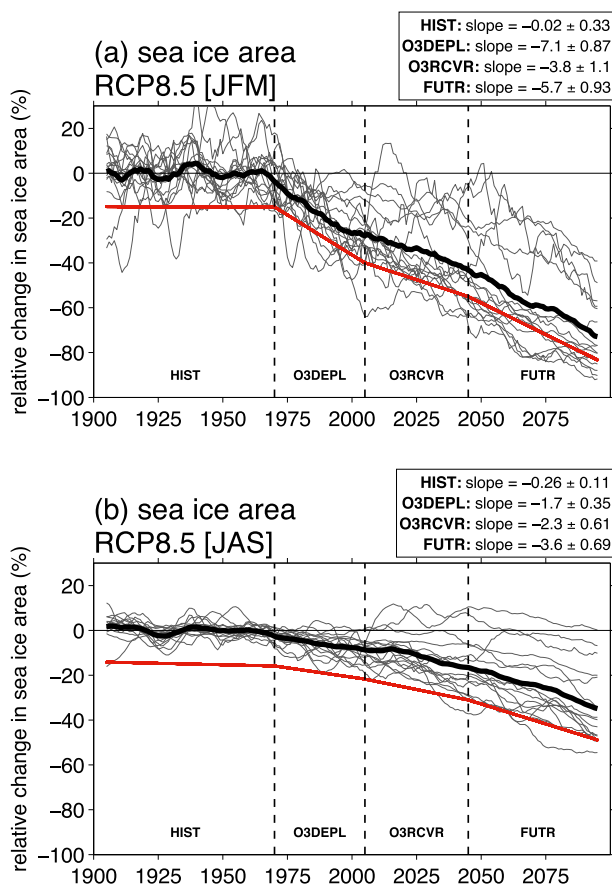 HIST: slope = −0.02 ± 0.33
O3DEPL: slope = −7.1 ± 0.87
O3RCVR: slope = −3.8 ± 1.1
FUTR: slope = −5.7 ± 0.93
(a) sea ice area
RCP8.5 [JFM]
relative change in sea ice area (%)
20
0
−20
−40
−60
−80
−100
HIST O3DEPL O3RCVR FUTR
1900 1925 1950 1975 2000 2025 2050 2075
HIST: slope = −0.26 ± 0.11
O3DEPL: slope = −1.7 ± 0.35
O3RCVR: slope = −2.3 ± 0.61
FUTR: slope = −3.6 ± 0.69
(b) sea ice area
RCP8.5 [JAS]
relative change in sea ice area (%)
20
0
−20
−40
−60
−80
−100
HIST O3DEPL O3RCVR FUTR
1900 1925 1950 1975 2000 2025 2050 2075